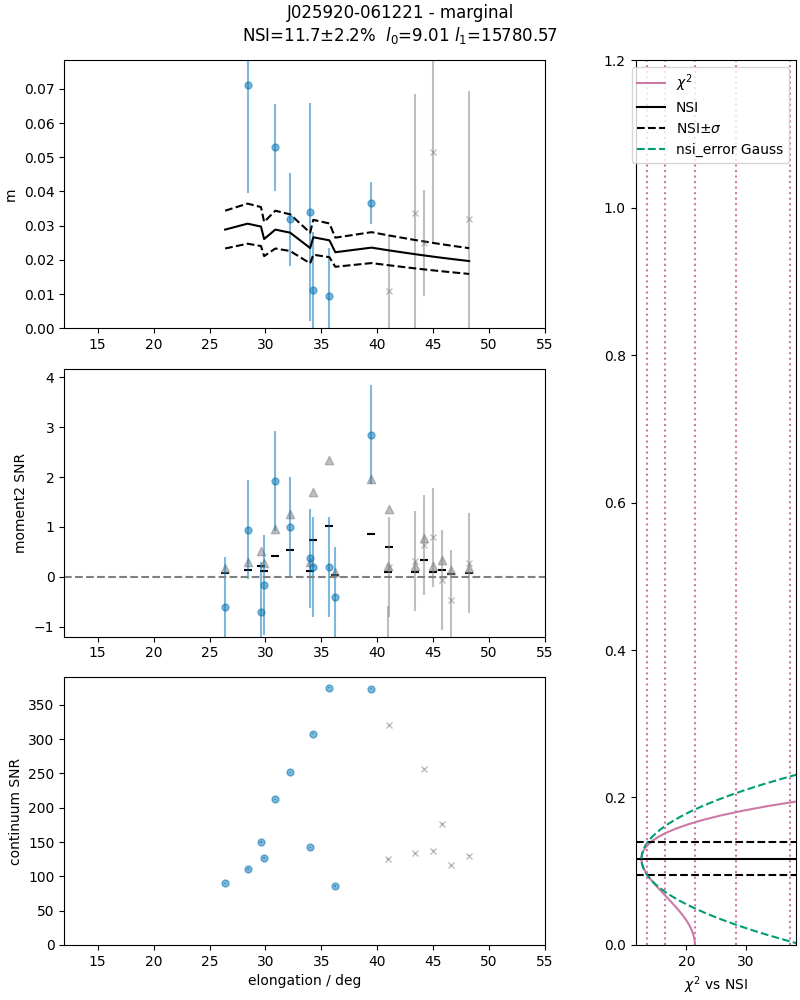 J025920-061221 - marginal
NSI=11.7±2.2% l0=9.01 l1=15780.57
0.07
0.06
0.05
0.04
0.03
0.02
0.01
0.00
m
15 20 25 30 35 40 45 50 55
4
3
2
1
0
−1
moment2 SNR
15 20 25 30 35 40 45 50 55
350
300
250
200
150
100
50
0
continuum SNR
15 20 25 30 35 40 45 50 55
elongation / deg
1.2
1.0
0.8
0.6
0.4
0.2
0.0
χ²
NSI
NSI±σ
nsi_error Gauss
20 30
χ² vs NSI